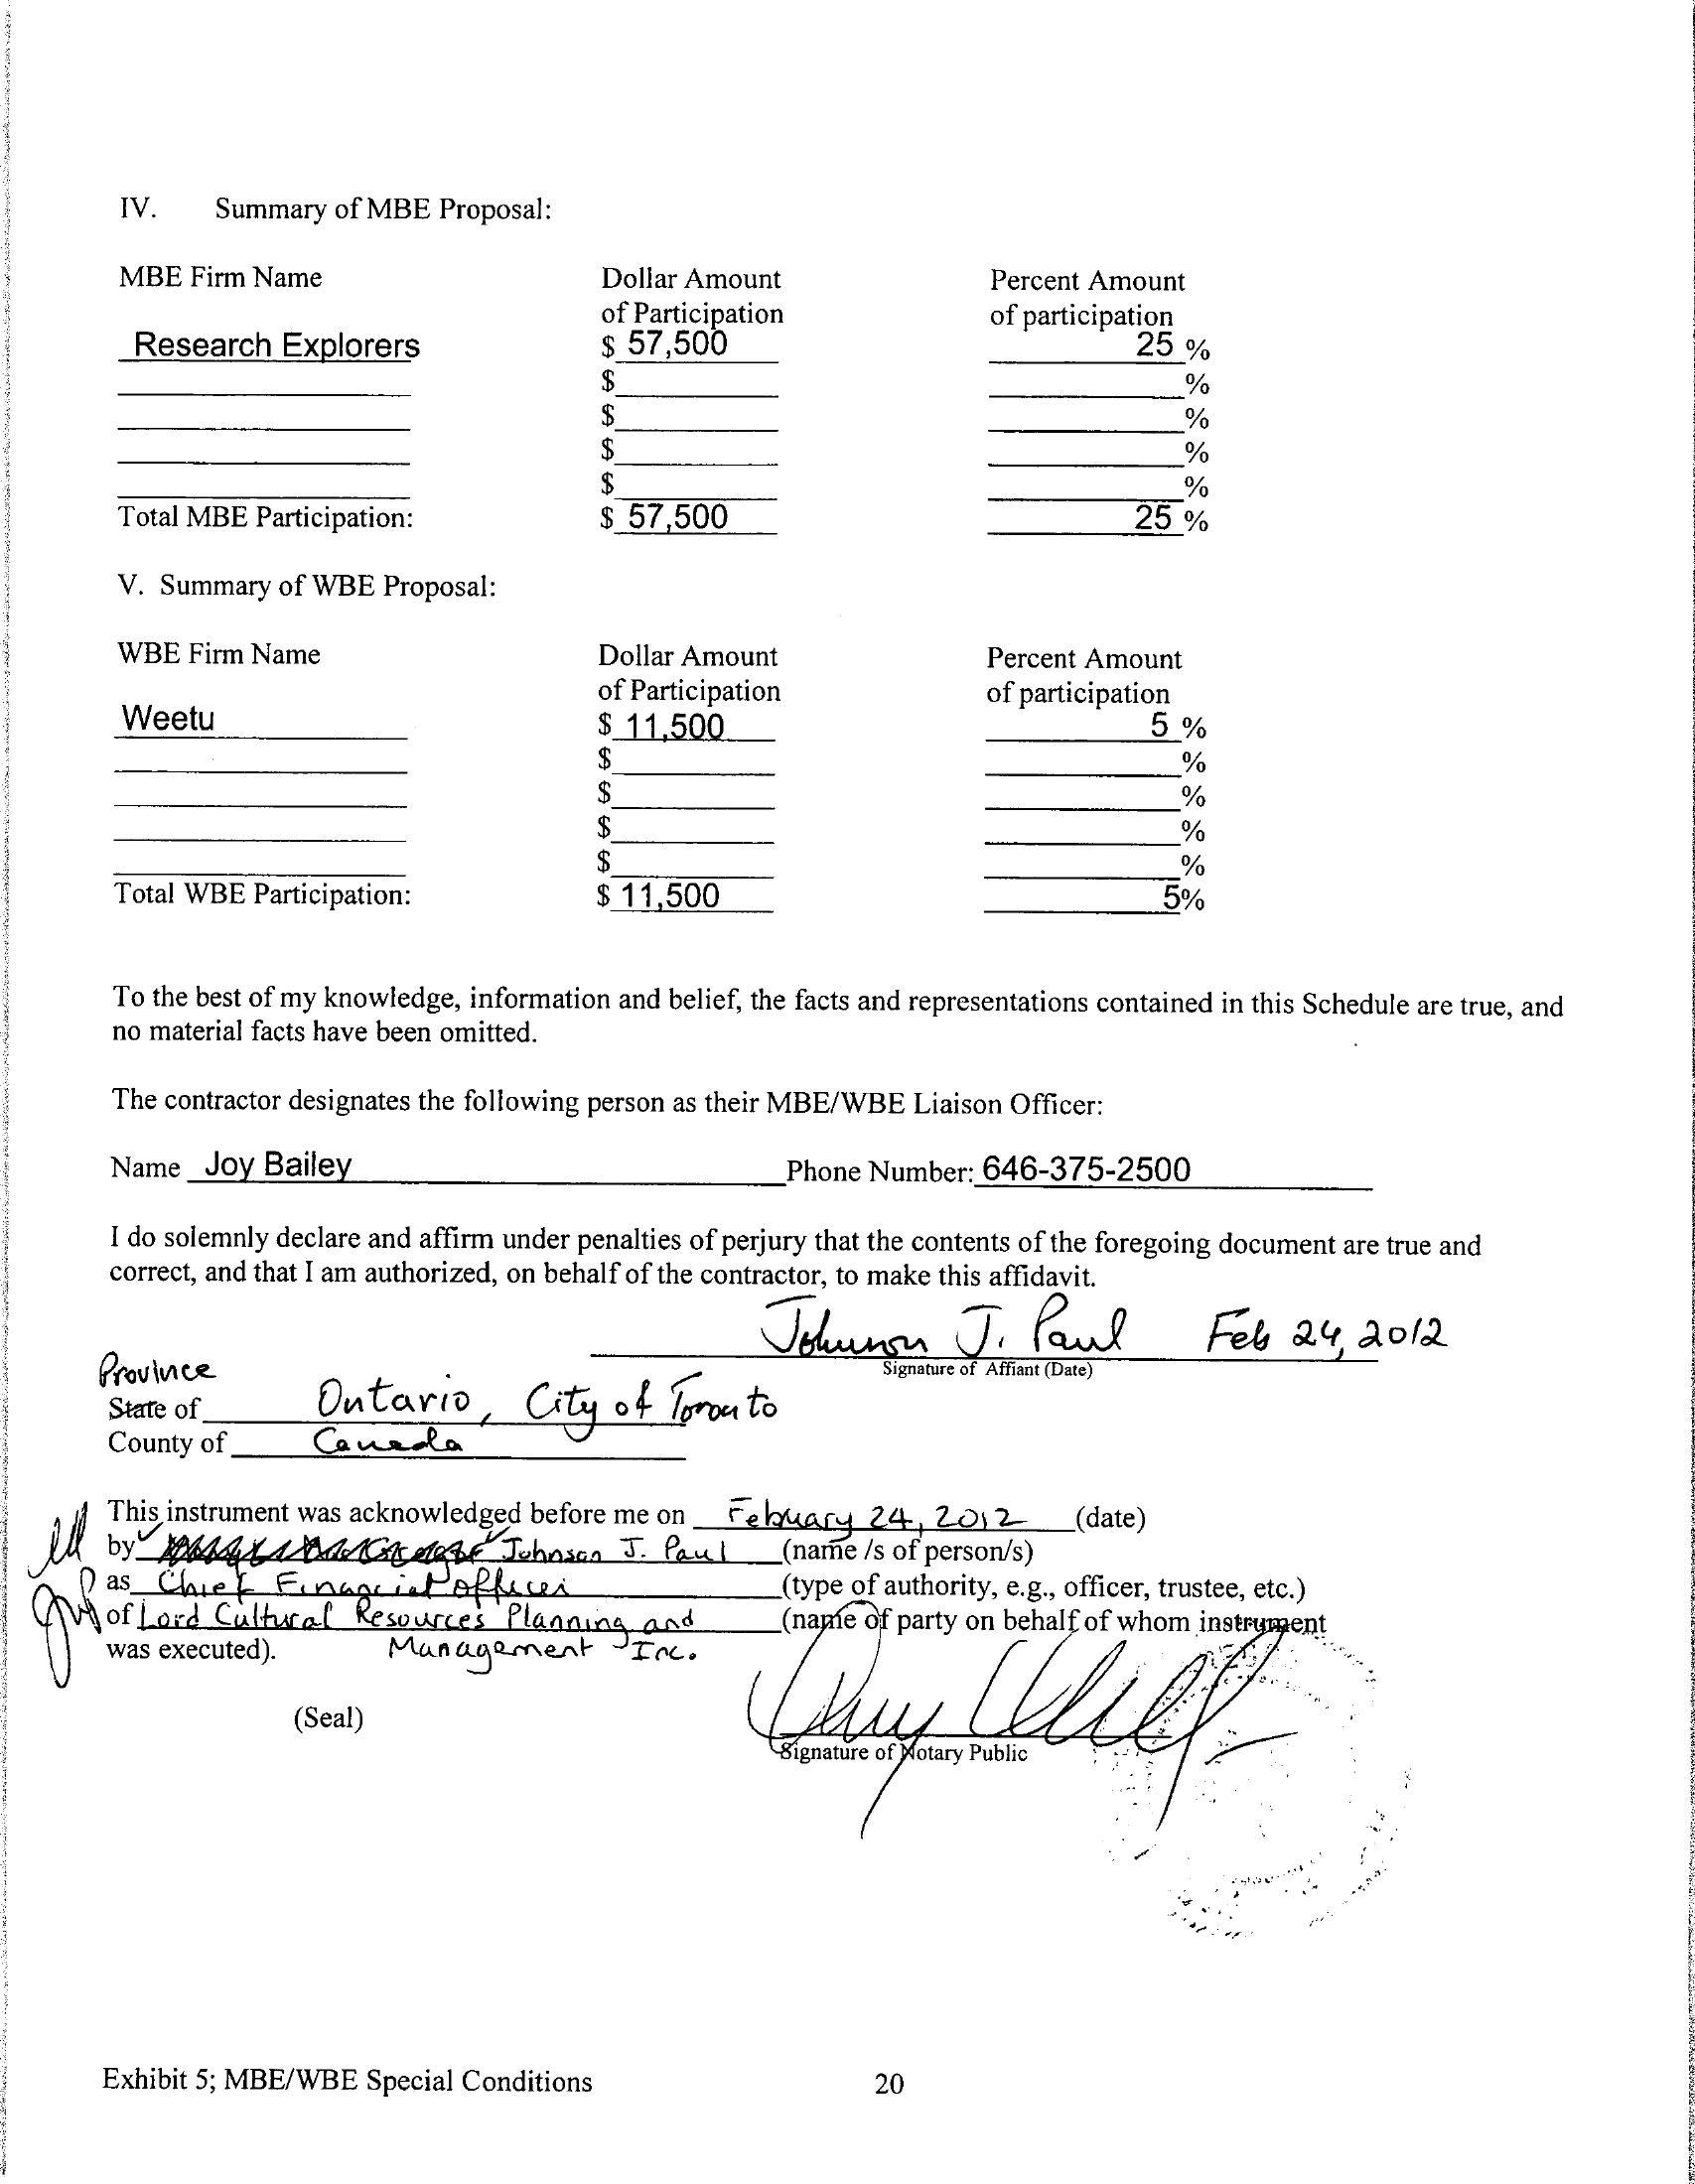 IV. Summary of MBE Proposal:
MBE Firm Name Dollar Amount of Participation Percent Amount of participation
Research Explorers $ 57,500 25 %
$ %
$ %
$ %
$ %
Total MBE Participation: $ 57,500 25 %
V. Summary of WBE Proposal:
WBE Firm Name Dollar Amount of Participation Percent Amount of participation
Weetu $ 11,500 5 %
$ %
$ %
$ %
$ %
Total WBE Participation: $ 11,500 5%
To the best of my knowledge, information and belief, the facts and representations contained in this Schedule are true, and
no material facts have been omitted.
The contractor designates the following person as their MBE/WBE Liaison Officer:
Name Joy Bailey Phone Number: 646-375-2500
I do solemnly declare and affirm under penalties of perjury that the contents of the foregoing document are true and
correct, and that I am authorized, on behalf of the contractor, to make this affidavit.
Johnson J. Paul Feb 24, 2012
Signature of Affiant (Date)
Province
State of Ontario, City of Toronto
County of Canada
This instrument was acknowledged before me on February 24, 2012 (date)
by Johnson J. Paul (name /s of person/s)
as Chief Financial Officer (type of authority, e.g., officer, trustee, etc.)
of Lord Cultural Resources Planning and (name of party on behalf of whom instrument
was executed). Management Inc.
(Seal)
Signature of Notary Public
Exhibit 5; MBE/WBE Special Conditions 20